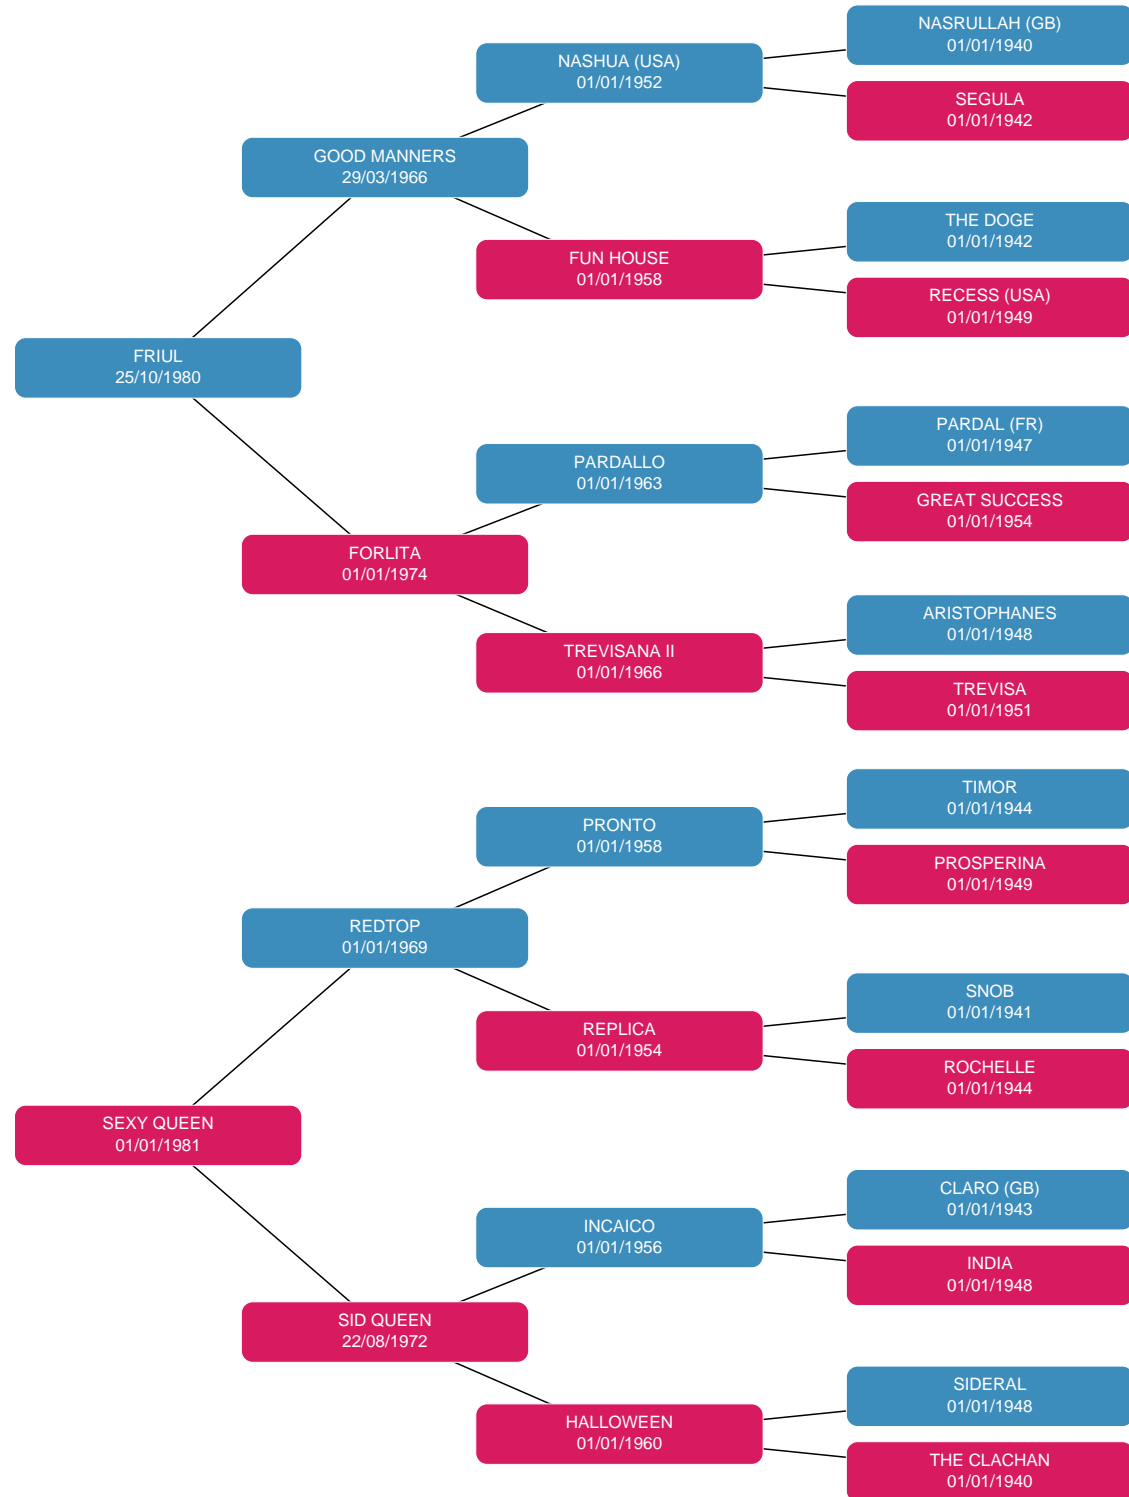 NASRULLAH (GB)
01/01/1940
NASHUA (USA)
01/01/1952
SEGULA
01/01/1942
GOOD MANNERS
29/03/1966
THE DOGE
01/01/1942
FUN HOUSE
01/01/1958
RECESS (USA)
01/01/1949
FRIUL
25/10/1980
PARDAL (FR)
01/01/1947
PARDALLO
01/01/1963
GREAT SUCCESS
01/01/1954
FORLITA
01/01/1974
ARISTOPHANES
01/01/1948
TREVISANA II
01/01/1966
TREVISA
01/01/1951
TIMOR
01/01/1944
PRONTO
01/01/1958
PROSPERINA
01/01/1949
REDTOP
01/01/1969
SNOB
01/01/1941
REPLICA
01/01/1954
ROCHELLE
01/01/1944
SEXY QUEEN
01/01/1981
CLARO (GB)
01/01/1943
INCAICO
01/01/1956
INDIA
01/01/1948
SID QUEEN
22/08/1972
SIDERAL
01/01/1948
HALLOWEEN
01/01/1960
THE CLACHAN
01/01/1940